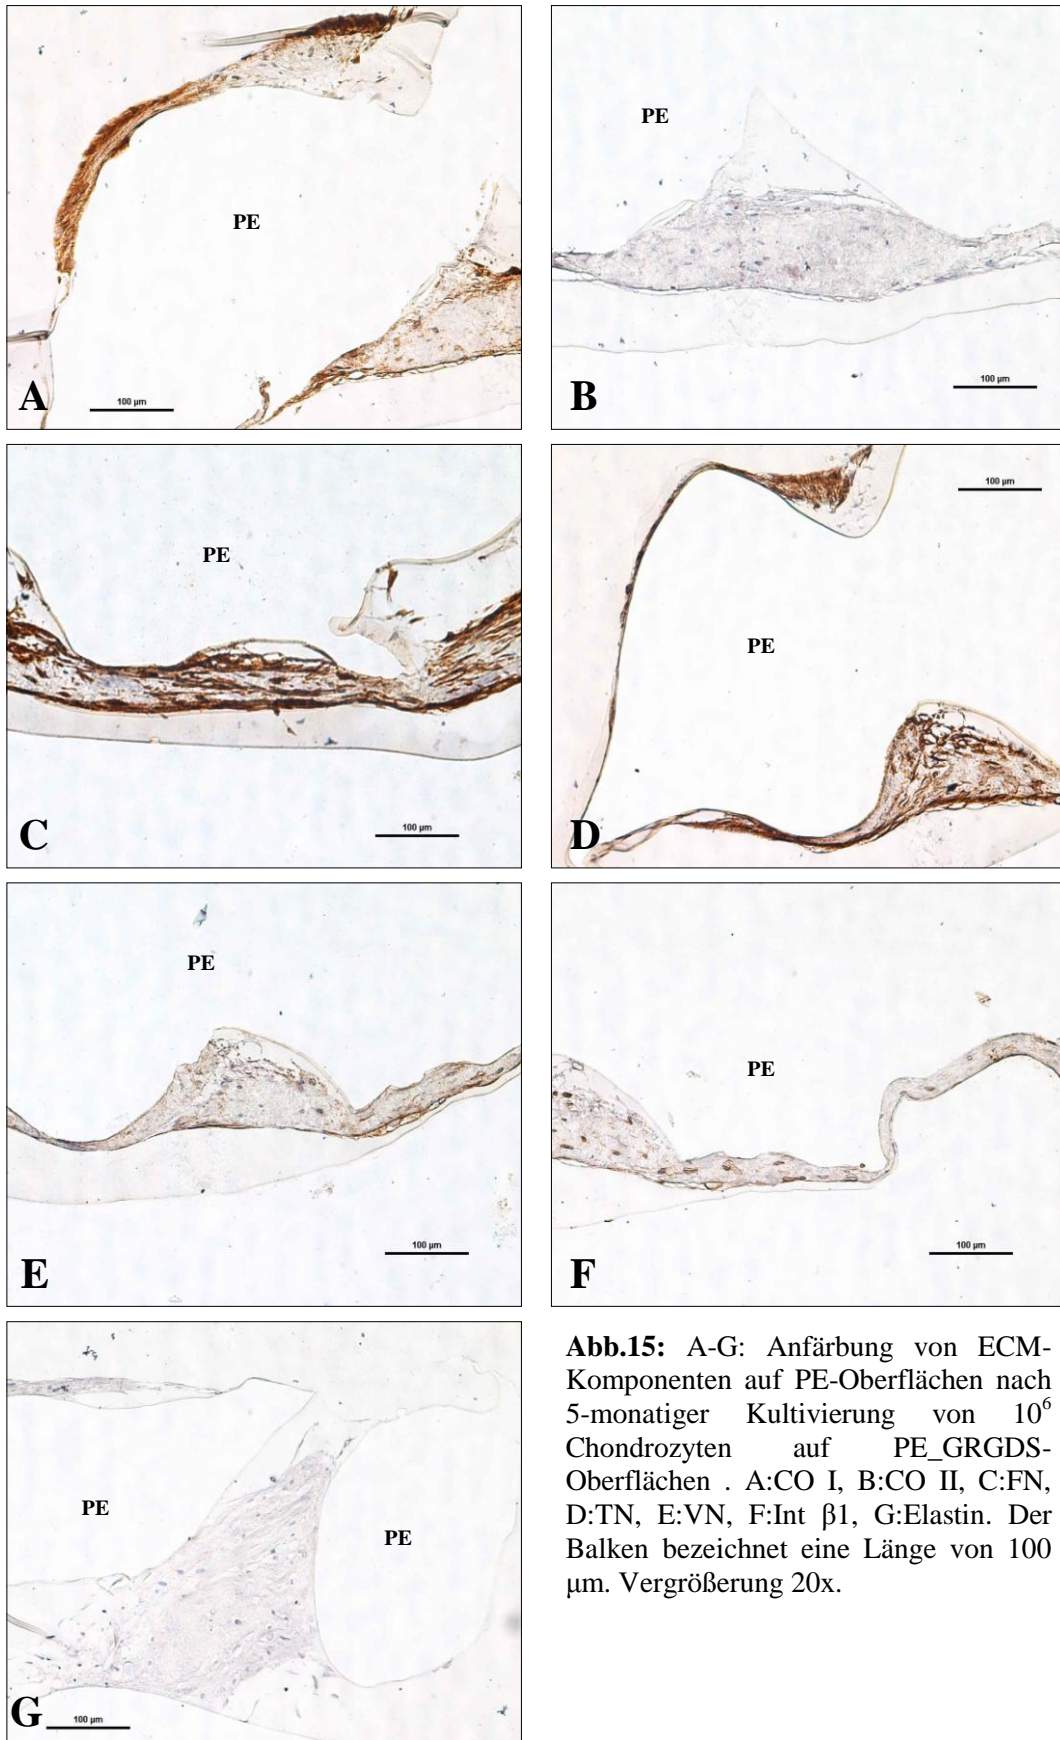 PE
PE
A
100 µm
B
100 µm
PE
C
100 µm
100 µm
PE
D
PE
E
100 µm
PE
F
100 µm
PE
PE
G
100 µm
Abb.15: A-G: Anfärbung von ECM-
Komponenten auf PE-Oberflächen nach
5-monatiger Kultivierung von 10⁶
Chondrozyten auf PE_GRGDS-
Oberflächen . A:CO I, B:CO II, C:FN,
D:TN, E:VN, F:Int β1, G:Elastin. Der
Balken bezeichnet eine Länge von 100
µm. Vergrößerung 20x.